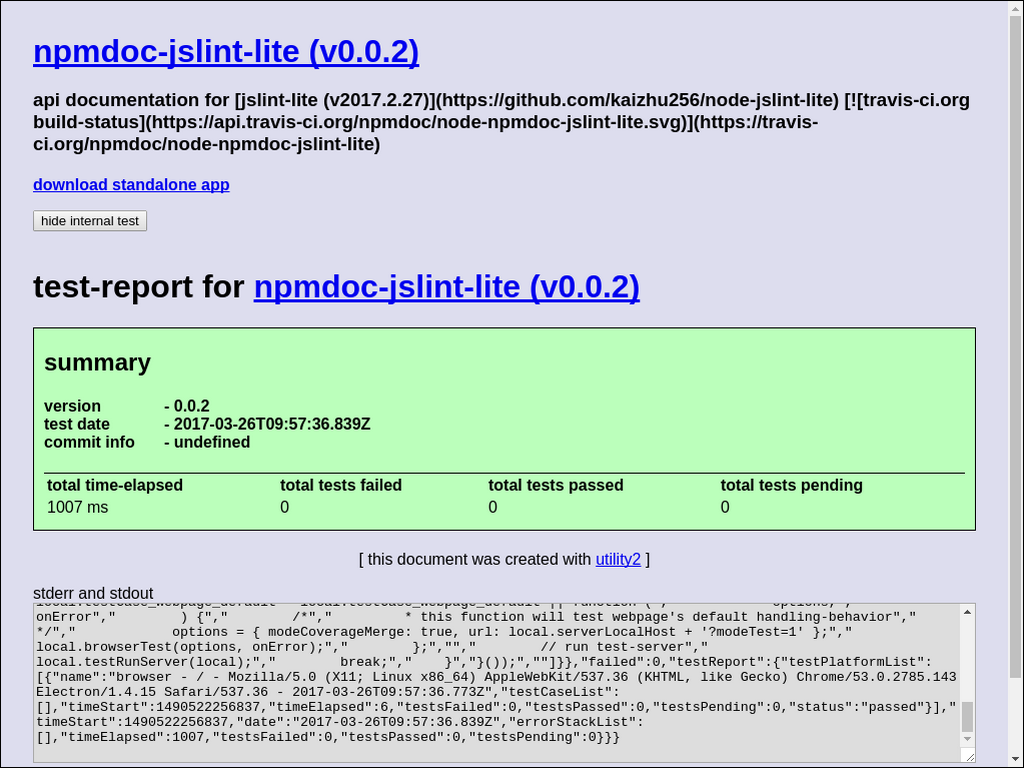 npmdoc-jslint-lite (v0.0.2)
api documentation for [jslint-lite (v2017.2.27)](https://github.com/kaizhu256/node-jslint-lite) [![travis-ci.org
build-status](https://api.travis-ci.org/npmdoc/node-npmdoc-jslint-lite.svg)](https://travis-
ci.org/npmdoc/node-npmdoc-jslint-lite)
download standalone app
hide internal test
test-report for npmdoc-jslint-lite (v0.0.2)
summary
version - 0.0.2
test date - 2017-03-26T09:57:36.839Z
commit info - undefined
total time-elapsed total tests failed total tests passed total tests pending
1007 ms 0 0 0
[ this document was created with utility2 ]
stderr and stdout
onError","        ) {","        /*","         * this function will test webpage's default handling-behavior","
*/","            options = { modeCoverageMerge: true, url: local.serverLocalHost + '?modeTest=1' };","
local.browserTest(options, onError);","        };","","        // run test-server","
local.testRunServer(local);","        break;","    }","}());",""]}},"failed":0,"testReport":{"testPlatformList":
[{"name":"browser - / - Mozilla/5.0 (X11; Linux x86_64) AppleWebKit/537.36 (KHTML, like Gecko) Chrome/53.0.2785.143
Electron/1.4.15 Safari/537.36 - 2017-03-26T09:57:36.773Z","testCaseList":
[],"timeStart":1490522256837,"timeElapsed":6,"testsFailed":0,"testsPassed":0,"testsPending":0,"status":"passed"}],"
timeStart":1490522256837,"date":"2017-03-26T09:57:36.839Z","errorStackList":
[],"timeElapsed":1007,"testsFailed":0,"testsPassed":0,"testsPending":0}}}